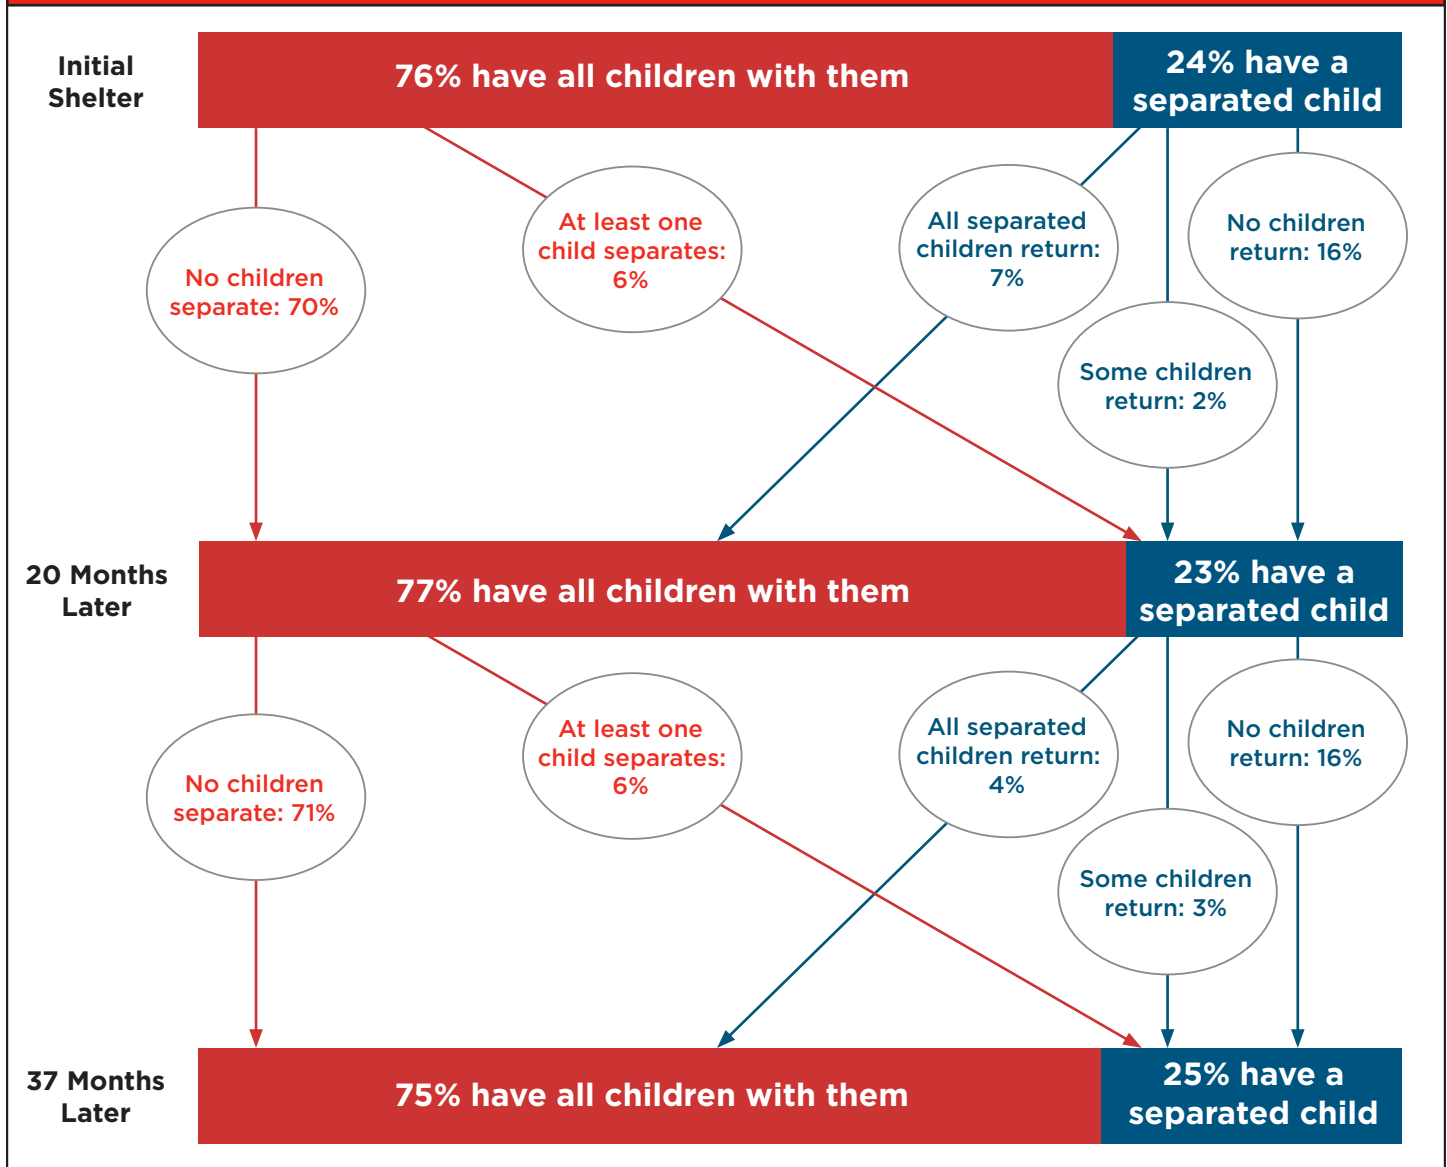 Initial
Shelter
76% have all children with them
24% have a
separated child
No children
separate: 70%
At least one
child separates:
6%
All separated
children return:
7%
Some children
return: 2%
No children
return: 16%
20 Months
Later
77% have all children with them
23% have a
separated child
No children
separate: 71%
At least one
child separates:
6%
All separated
children return:
4%
Some children
return: 3%
No children
return: 16%
37 Months
Later
75% have all children with them
25% have a
separated child